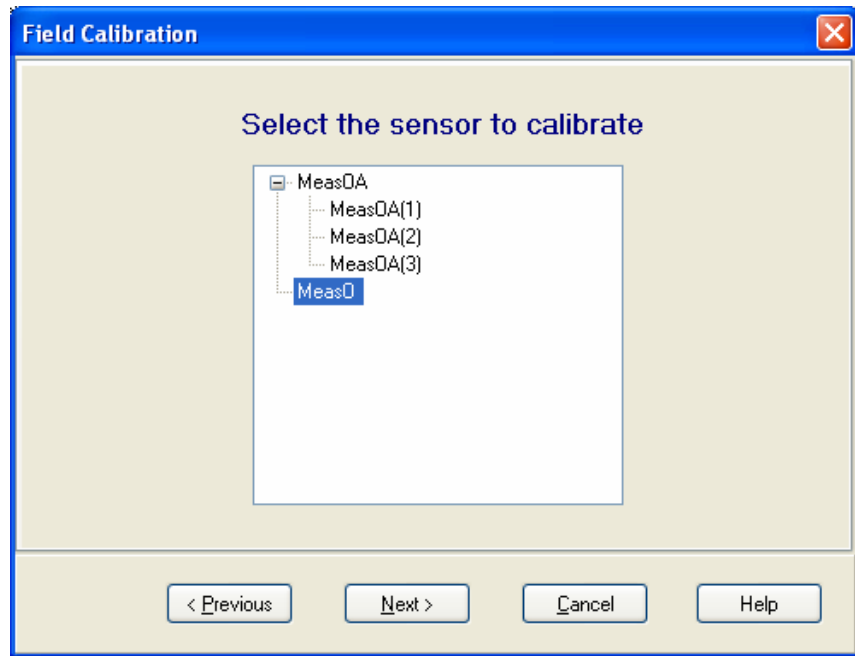 Field Calibration
Select the sensor to calibrate
MeasOA
MeasOA(1)
MeasOA(2)
MeasOA(3)
MeasO
< Previous
Next >
Cancel
Help